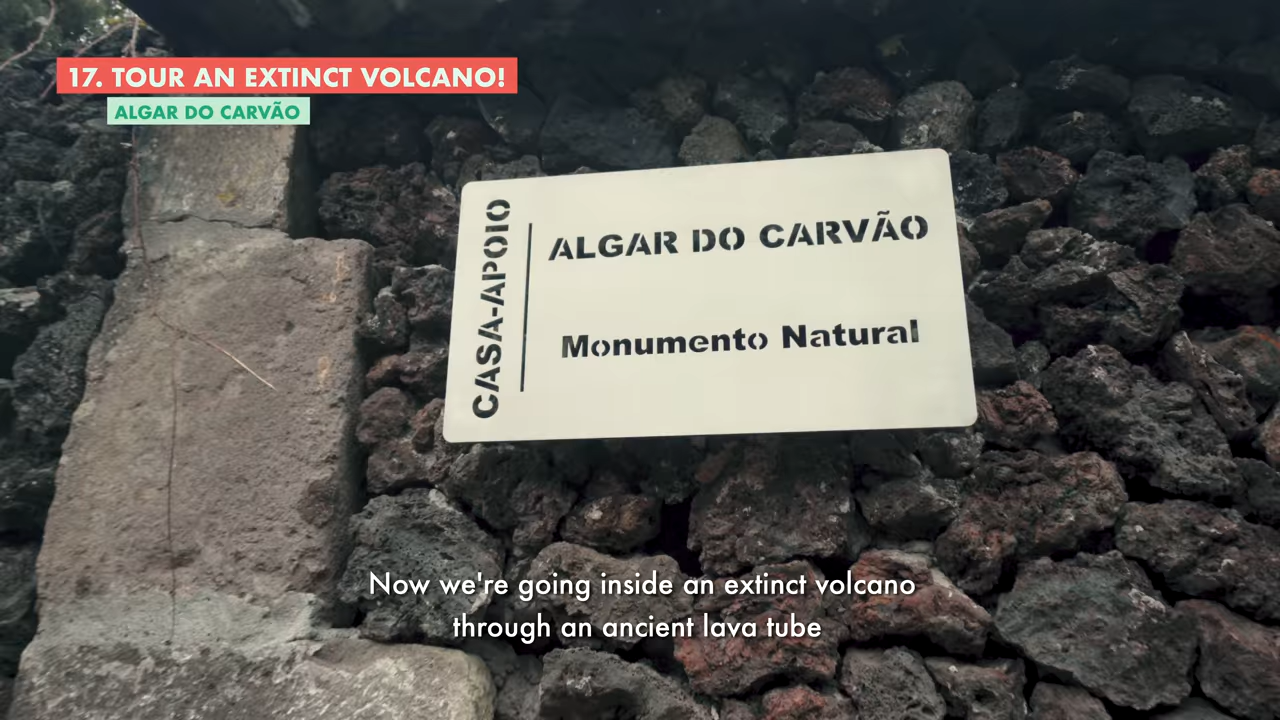 17. TOUR AN EXTINCT VOLCANO!
ALGAR DO CARVÃO
CASA-APOIO
ALGAR DO CARVÃO
Monumento Natural
Now we're going inside an extinct volcano
through an ancient lava tube